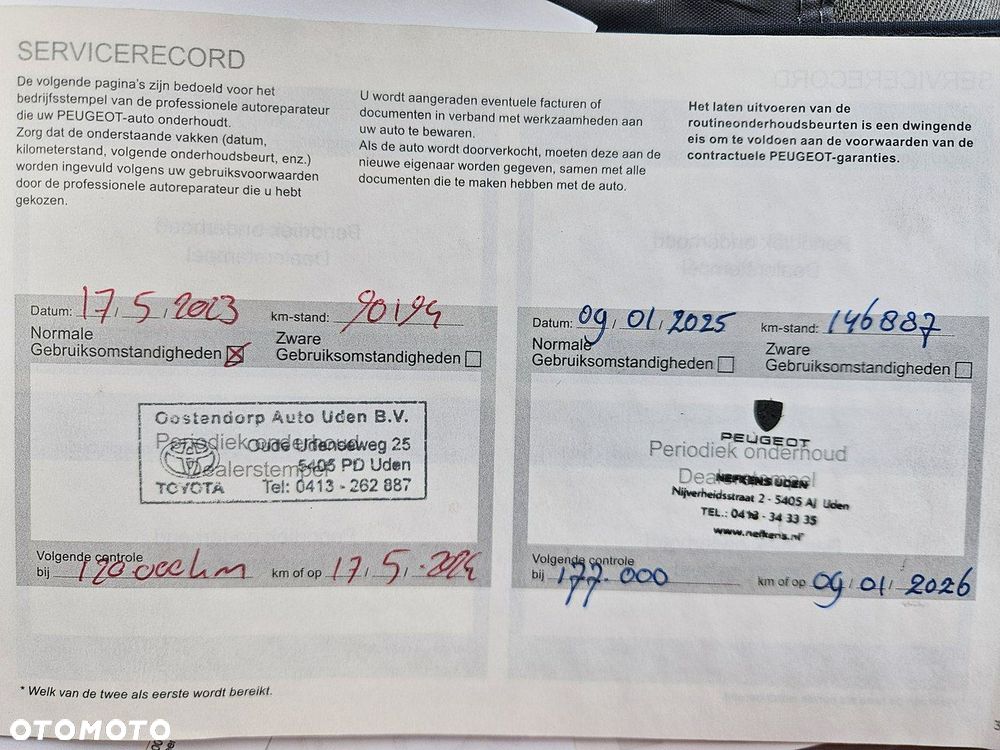 SERVICERECORD
De volgende pagina's zijn bedoeld voor het
bedrijfsstempel van de professionele autoreparateur
die uw PEUGEOT-auto onderhoudt.
Zorg dat de onderstaande vakken (datum,
kilometerstand, volgende onderhoudsbeurt, enz.)
worden ingevuld volgens uw gebruiksvoorwaarden
door de professionele autoreparateur die u hebt
gekozen.
U wordt aangeraden eventuele facturen of
documenten in verband met werkzaamheden aan
uw auto te bewaren.
Als de auto wordt doorverkocht, moeten deze aan de
nieuwe eigenaar worden gegeven, samen met alle
documenten die te maken hebben met de auto.
Het laten uitvoeren van de
routineonderhoudsbeurten is een dwingende
eis om te voldoen aan de voorwaarden van de
contractuele PEUGEOT-garanties.
Datum: 17/5/2023 km-stand: 90194
Normale
Gebruiksomstandigheden
Zware
Gebruiksomstandigheden
Periodiek onderhoud
Dealerstempel
Oostendorp Auto Uden B.V.
Oude Udenseweg 25
5405 PD Uden
TOYOTA Tel: 0413 - 262 887
Volgende controle
bij 120 000km km of op 17/5/2024
Datum: 09/01/2025 km-stand: 146887
Normale
Gebruiksomstandigheden
Zware
Gebruiksomstandigheden
PEUGEOT
Periodiek onderhoud
Dealerstempel
NEFKENS UDEN
Nijverheidsstraat 2 - 5405 AJ Uden
TEL.: 0413 - 34 33 35
www.nefkens.nl
Volgende controle
bij 177.000 km of op 09/01/2026
* Welk van de twee als eerste wordt bereikt.
OTOMOTO